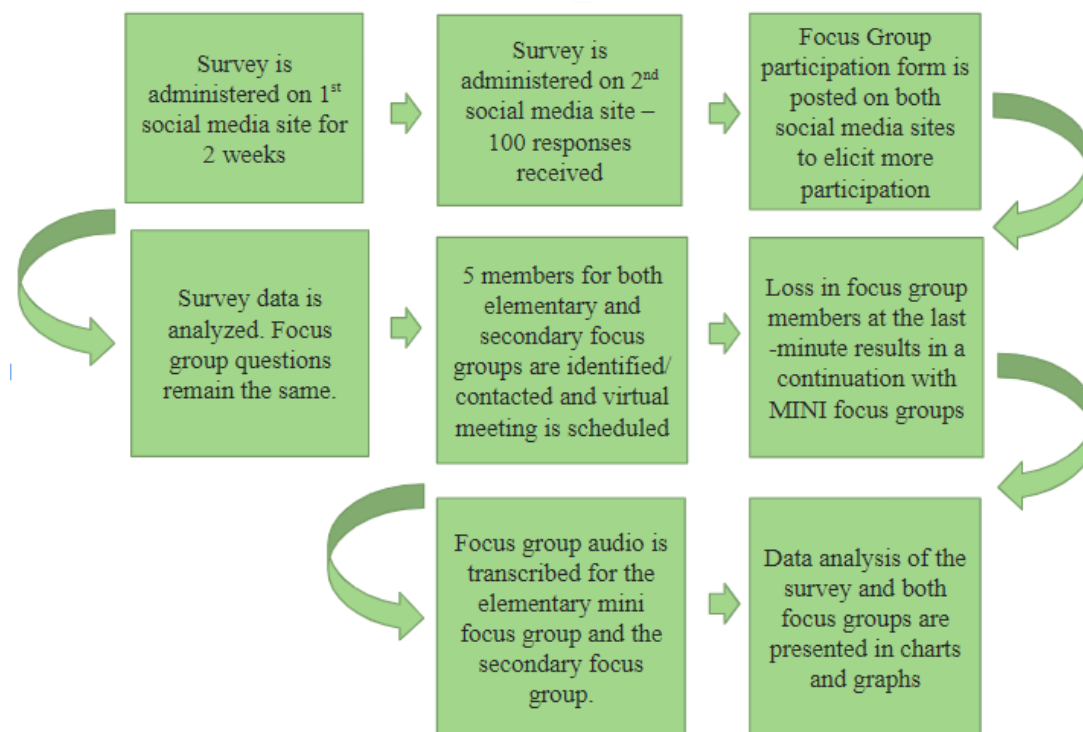 Survey is
administered on 1st
social media site for
2 weeks
Survey is
administered on 2nd
social media site –
100 responses
received
Focus Group
participation form is
posted on both
social media sites
to elicit more
participation
Survey data is
analyzed. Focus
group questions
remain the same.
5 members for both
elementary and
secondary focus
groups are identified/
contacted and virtual
meeting is scheduled
Loss in focus group
members at the last
-minute results in a
continuation with
MINI focus groups
Focus group audio is
transcribed for the
elementary mini
focus group and the
secondary focus
group.
Data analysis of the
survey and both
focus groups are
presented in charts
and graphs